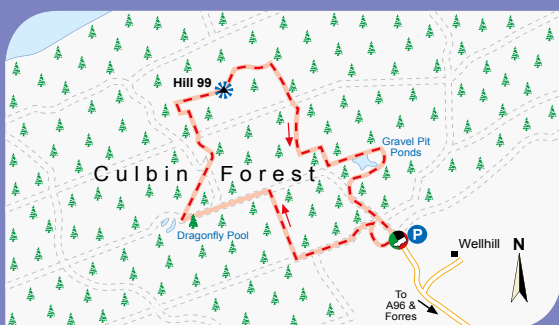 Hill 99
Gravel Pit
Ponds
Culbin Forest
Dragonfly Pool
P
Wellhill
N
To
A96 &
Forres